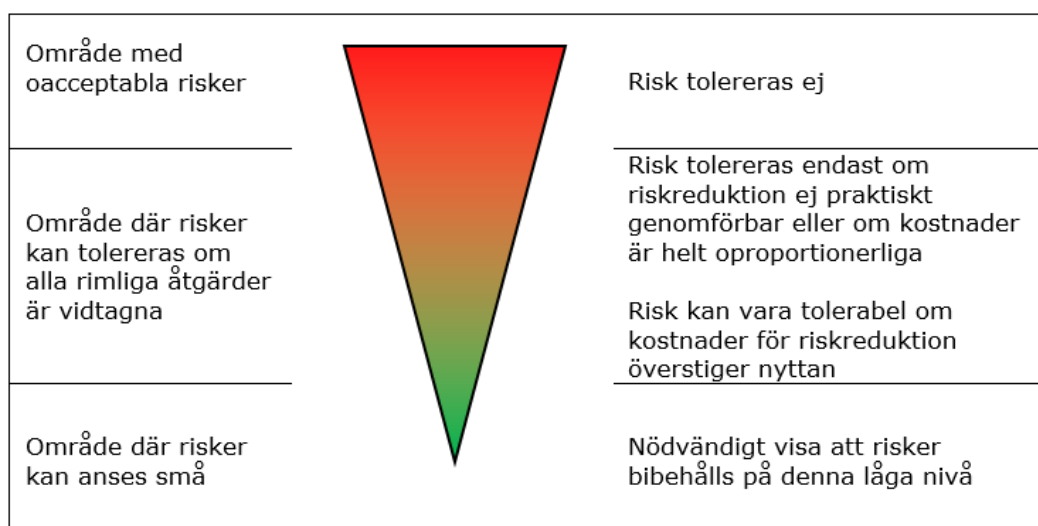 Område med
oacceptabla risker
Risk tolereras ej
Område där risker
kan tolereras om
alla rimliga åtgärder
är vidtagna
Risk tolereras endast om
riskreduktion ej praktiskt
genomförbar eller om kostnader
är helt oproportionerliga
Risk kan vara tolerabel om
kostnader för riskreduktion
överstiger nyttan
Område där risker
kan anses små
Nödvändigt visa att risker
bibehålls på denna låga nivå